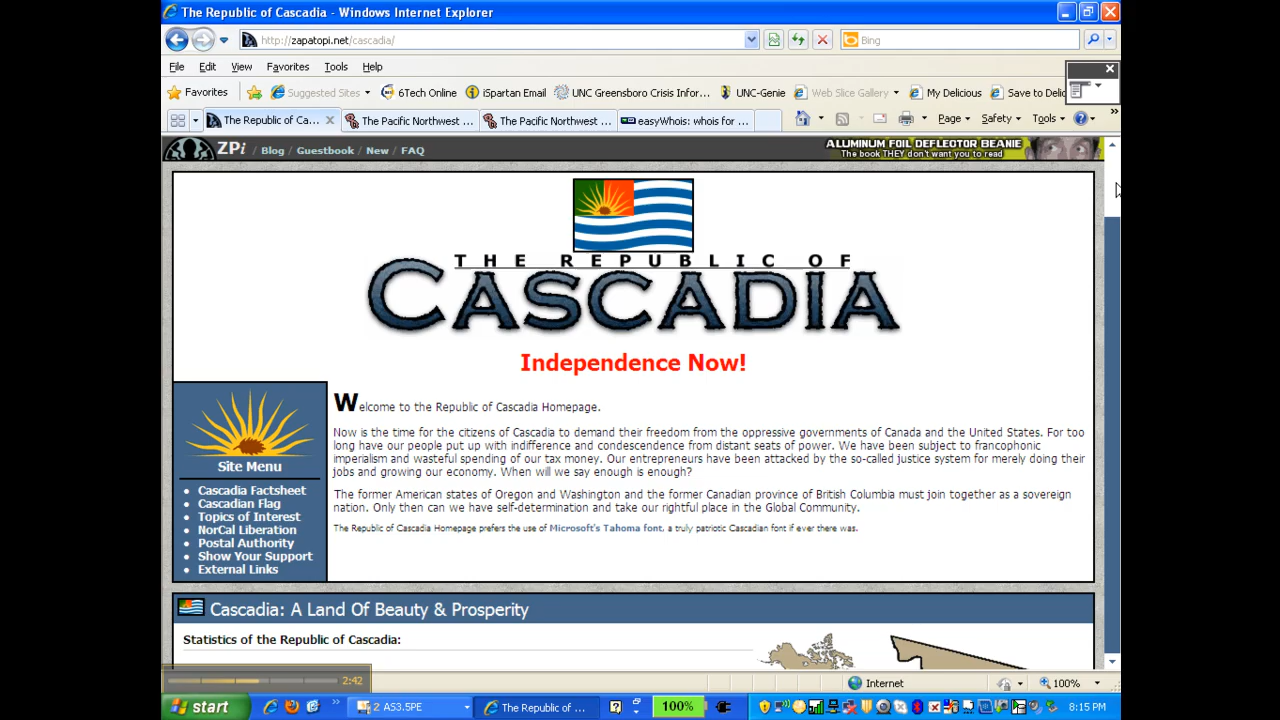 The Republic of Cascadia - Windows Internet Explorer
http://zapatopi.net/cascadia/
Bing
File Edit View Favorites Tools Help
Favorites Suggested Sites 6Tech Online iSpartan Email UNC Greensboro Crisis Infor... UNC-Genie Web Slice Gallery My Delicious Save to Delic
The Republic of Ca... The Pacific Northwest ... The Pacific Northwest ... easyWhois: whois for ... Page Safety Tools
ZPi / Blog / Guestbook / New / FAQ
ALUMINUM FOIL DEFLECTOR BEANIE
The book THEY don't want you to read
THE REPUBLIC OF
CASCADIA
Independence Now!
Welcome to the Republic of Cascadia Homepage.
Now is the time for the citizens of Cascadia to demand their freedom from the oppressive governments of Canada and the United States. For too
long have our people put up with indifference and condescendence from distant seats of power. We have been subject to francophonic
imperialism and wasteful spending of our tax money. Our entrepreneurs have been attacked by the so-called justice system for merely doing their
jobs and growing our economy. When will we say enough is enough?
The former American states of Oregon and Washington and the former Canadian province of British Columbia must join together as a sovereign
nation. Only then can we have self-determination and take our rightful place in the Global Community.
The Republic of Cascadia Homepage prefers the use of Microsoft's Tahoma font, a truly patriotic Cascadian font if ever there was.
Site Menu
Cascadia Factsheet
Cascadian Flag
Topics of Interest
NorCal Liberation
Postal Authority
Show Your Support
External Links
Cascadia: A Land Of Beauty & Prosperity
Statistics of the Republic of Cascadia:
2:42
Internet 100%
start 2 AS3.5PE The Republic of ... 100% 8:15 PM